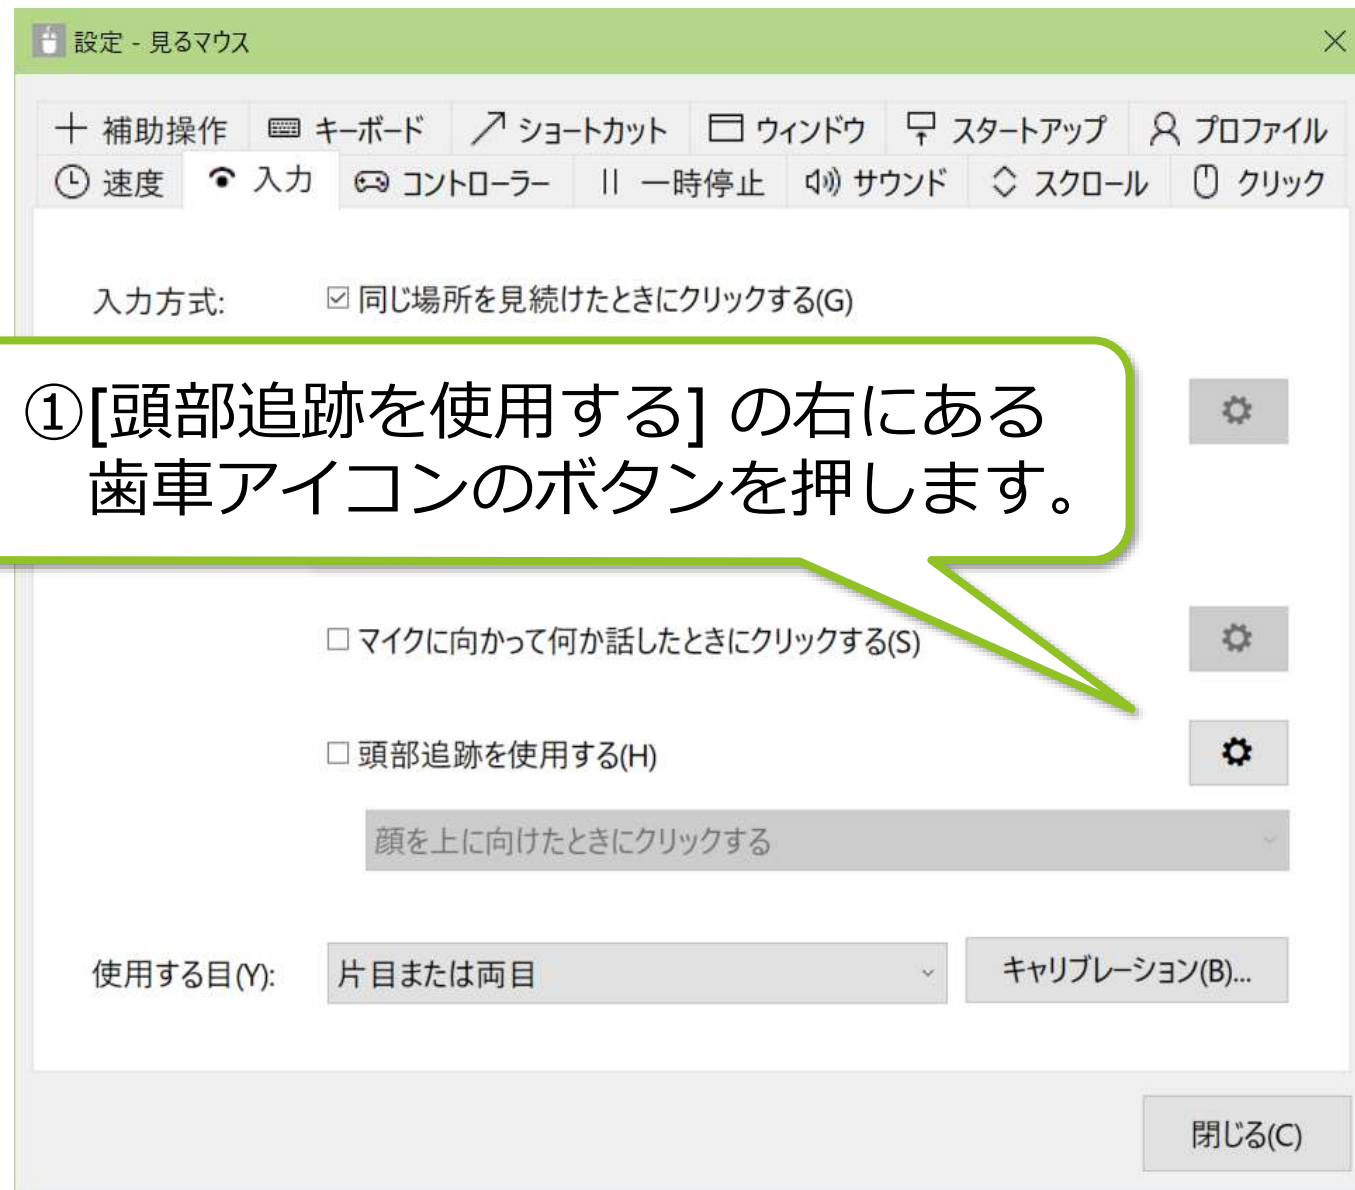 設定 - 見るマウス
補助操作 キーボード ショートカット ウィンドウ スタートアップ プロファイル
速度 入力 コントローラー 一時停止 サウンド スクロール クリック
入力方式: 同じ場所を見続けたときにクリックする(G)
①[頭部追跡を使用する] の右にある
歯車アイコンのボタンを押します。
マイクに向かって何か話したときにクリックする(S)
頭部追跡を使用する(H)
顔を上に向けたときにクリックする
使用する目(Y): 片目または両目 キャリブレーション(B)...
閉じる(C)